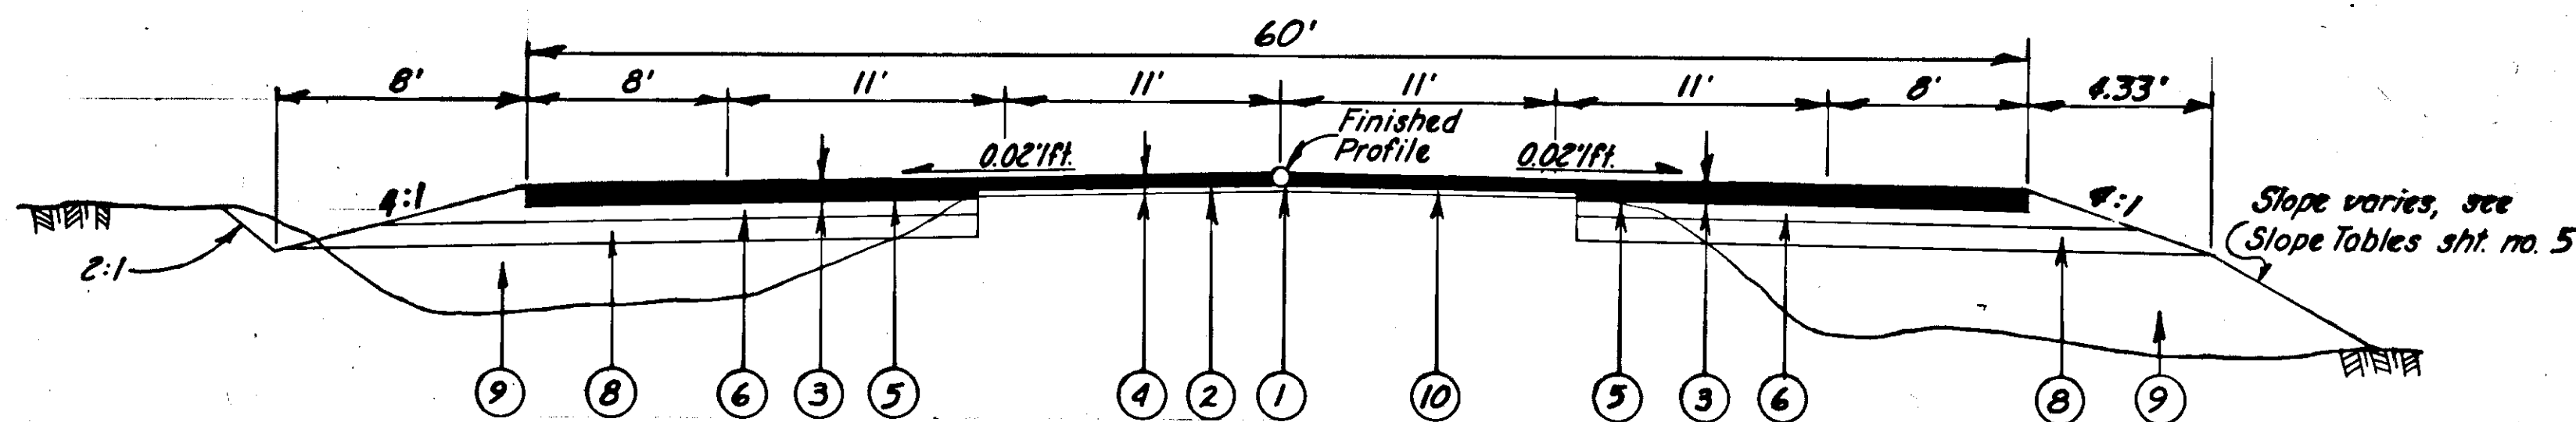 60'
8' 8' 11' 11' 11' 11' 8' 4.33'
Finished
Profile
0.02'/ft. 0.02'/ft.
4:1 4:1
2:1
Slope varies, see
Slope Tables sht. no. 5
9 8 6 3 5 4 2 1 10 5 3 6 8 9